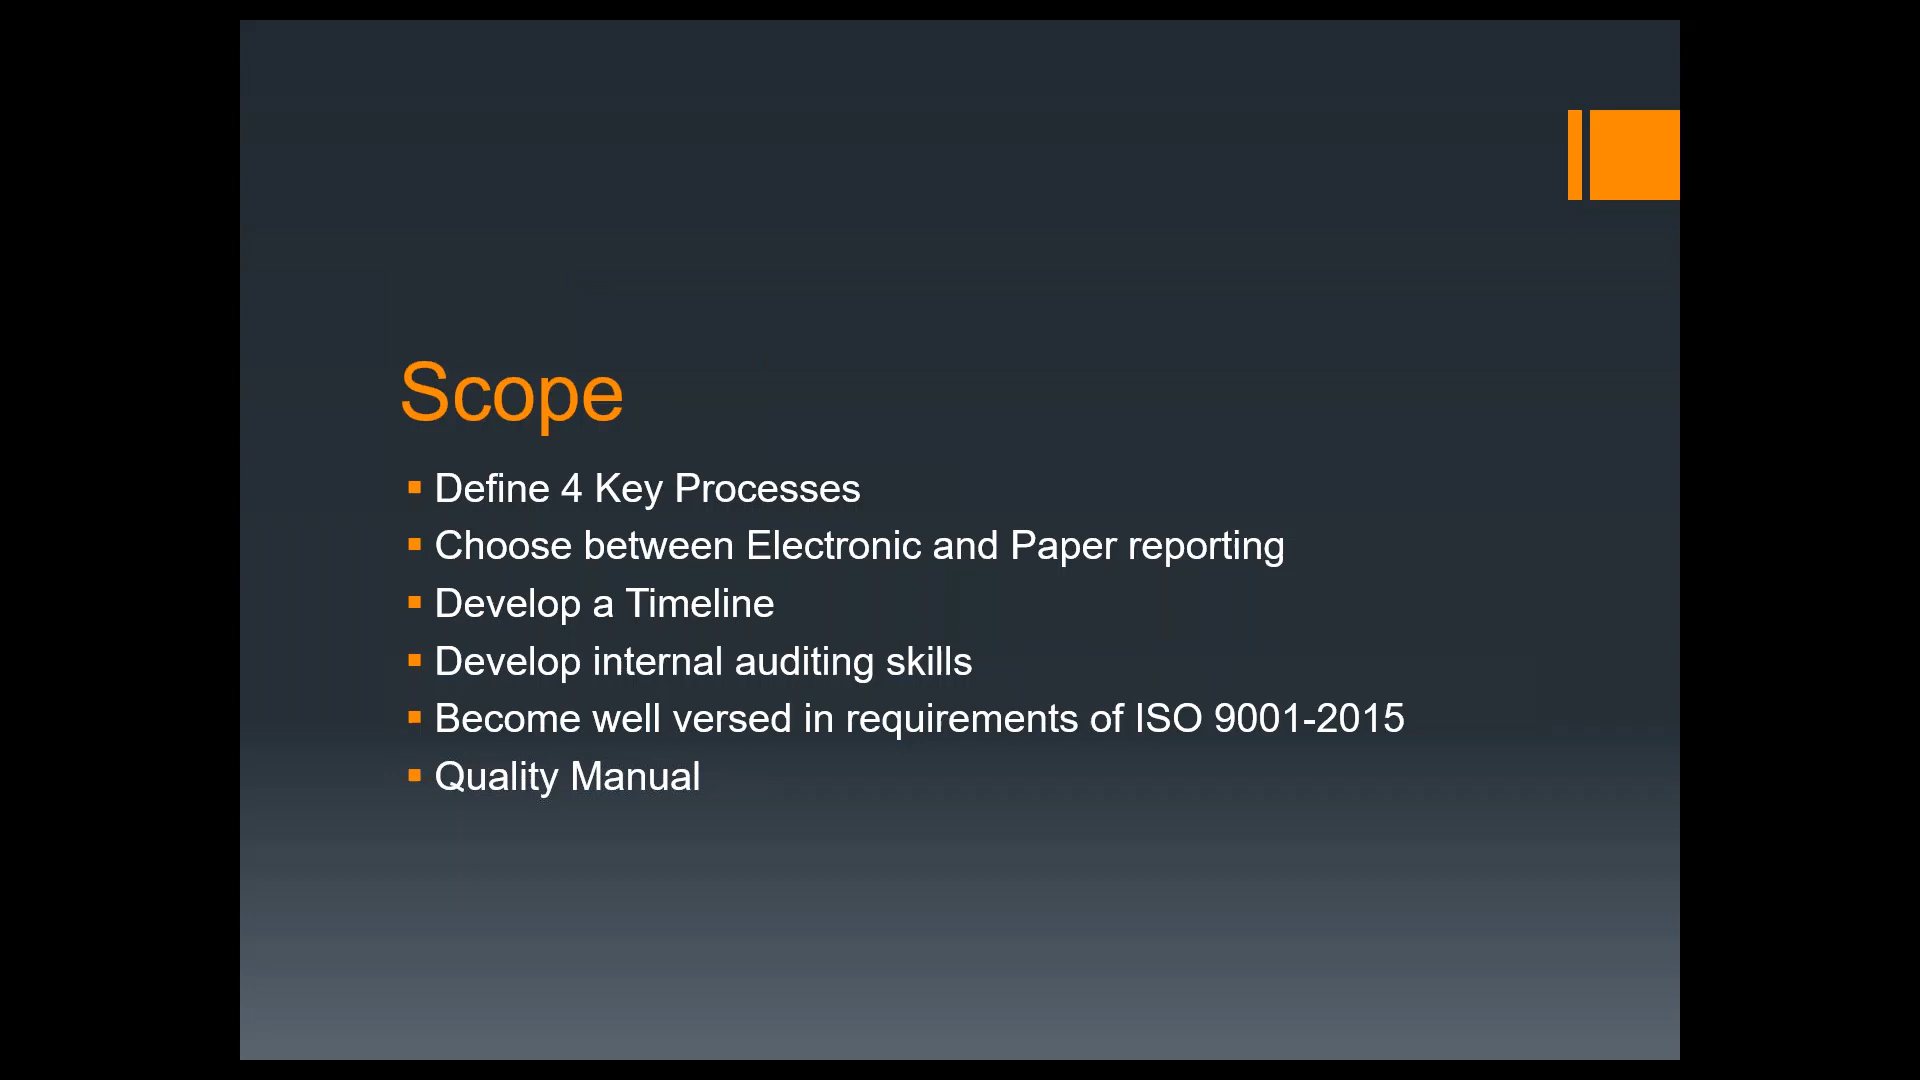 Scope
Define 4 Key Processes
Choose between Electronic and Paper reporting
Develop a Timeline
Develop internal auditing skills
Become well versed in requirements of ISO 9001-2015
Quality Manual